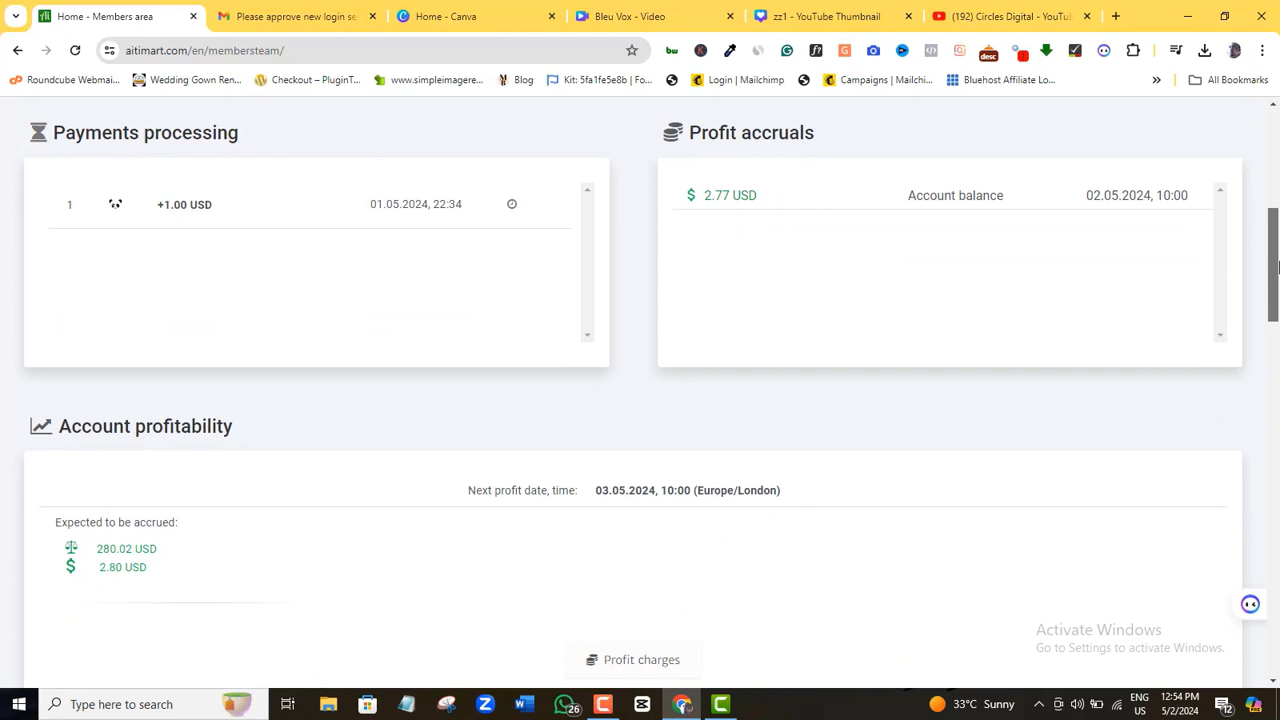 Home - Members area
Please approve new login se
Home - Canva
Bleu Vox - Video
zz1 - YouTube Thumbnail
(192) Circles Digital - YouTu
aitimart.com/en/membersteam/
desc
Roundcube Webmai...
Wedding Gown Ren...
Checkout – PluginT...
www.simpleimagere...
Blog
Kit: 5fa1fe5e8b | Fo...
Login | Mailchimp
Campaigns | Mailchi...
Bluehost Affiliate Lo...
All Bookmarks
Payments processing
Profit accruals
1 +1.00 USD 01.05.2024, 22:34
$ 2.77 USD Account balance 02.05.2024, 10:00
Account profitability
Next profit date, time: 03.05.2024, 10:00 (Europe/London)
Expected to be accrued:
280.02 USD
$ 2.80 USD
Profit charges
Activate Windows
Go to Settings to activate Windows.
Type here to search
26
33°C Sunny
ENG
US
12:54 PM
5/2/2024
12